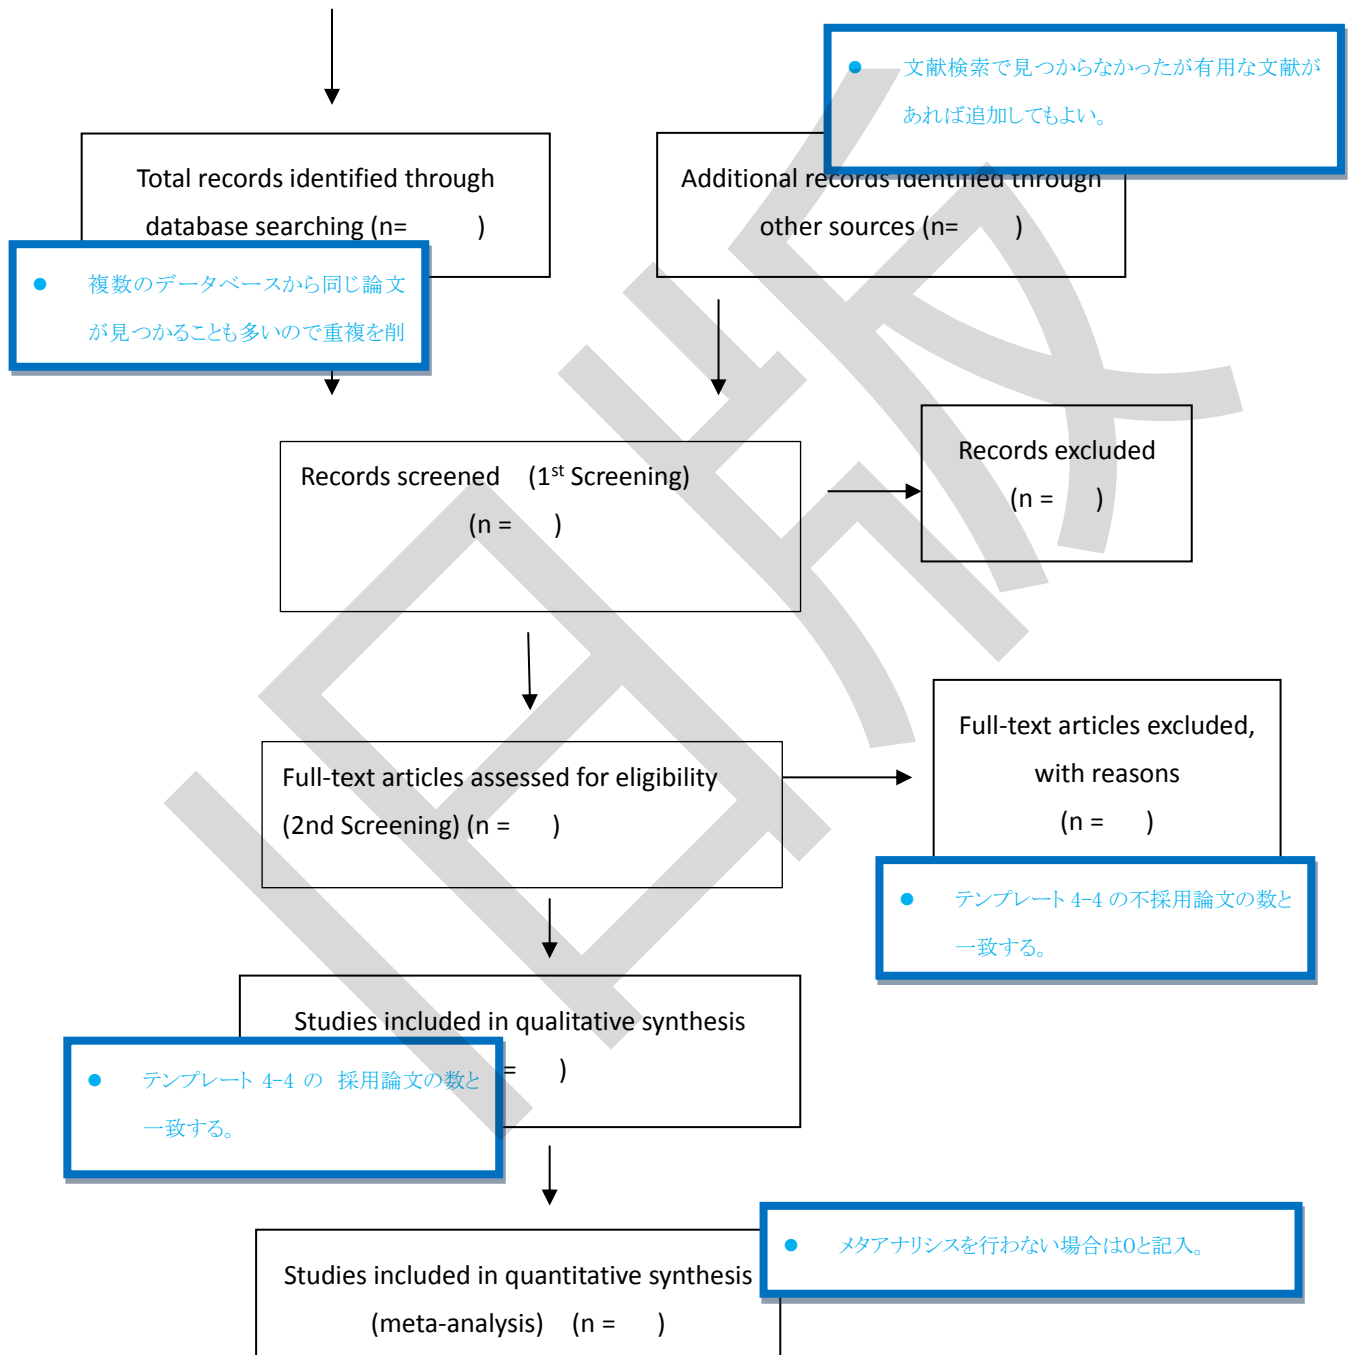 文献検索で見つからなかったが有用な文献が
あれば追加してもよい。
Total records identified through
database searching (n= )
Additional records identified through
other sources (n= )
複数のデータベースから同じ論文
が見つかることも多いので重複を削
Records screened (1st Screening)
(n = )
Records excluded
(n = )
Full-text articles assessed for eligibility
(2nd Screening) (n = )
Full-text articles excluded,
with reasons
(n = )
テンプレート 4-4 の不採用論文の数と
一致する。
Studies included in qualitative synthesis
= )
テンプレート 4-4 の 採用論文の数と
一致する。
メタアナリシスを行わない場合は0と記入。
Studies included in quantitative synthesis
(meta-analysis) (n = )
旧版